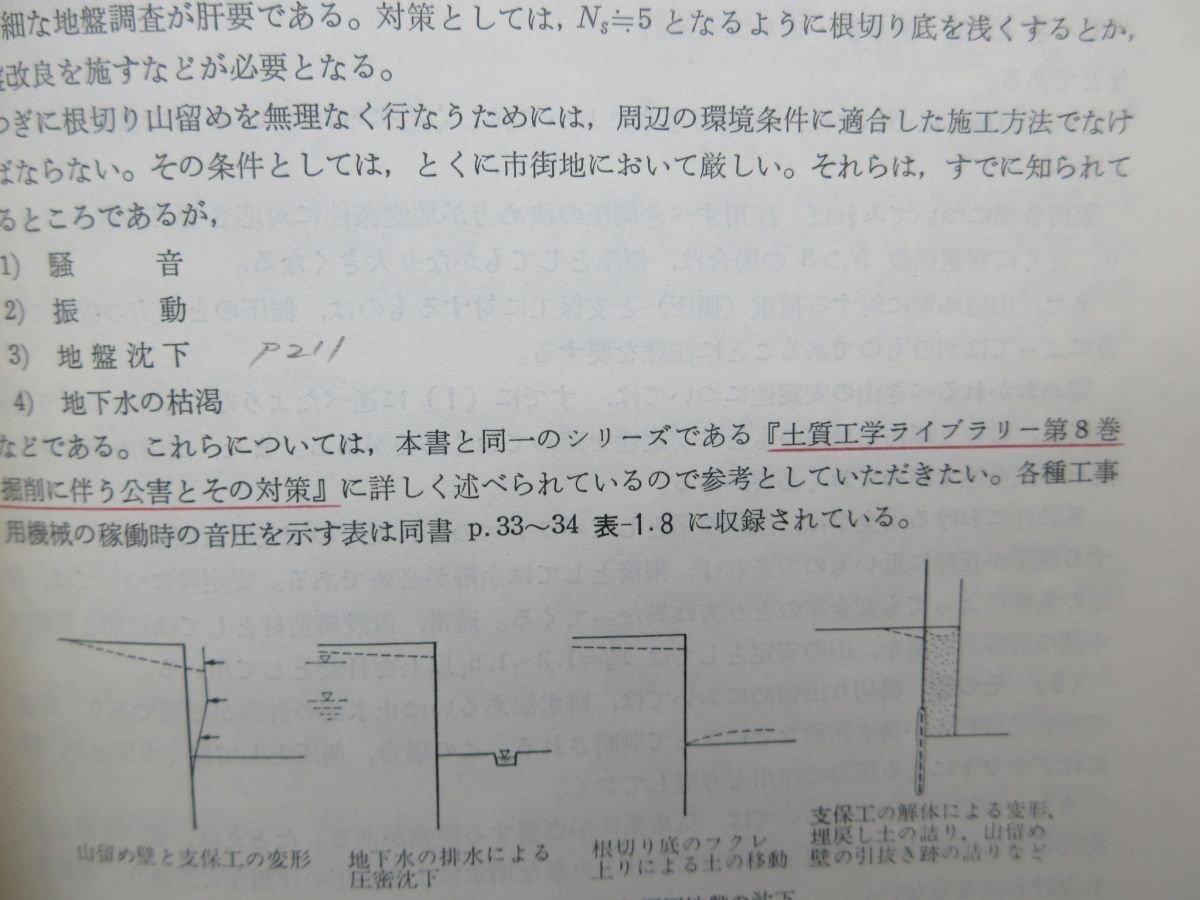 細な地盤調査が肝要である。対策としては，Ns≒5となるように根切り底を浅くするとか，
改良を施すなどが必要となる。
つぎに根切り山留めを無理なく行なうためには，周辺の環境条件に適合した施工方法でなけ
ばならない。その条件としては，とくに市街地において厳しい。それらは，すでに知られて
るところであるが，
1) 騒音
2) 振動
3) 地盤沈下 P211
4) 地下水の枯渇
などである。これらについては，本書と同一のシリーズである『土質工学ライブラリー第8巻
掘削に伴う公害とその対策』に詳しく述べられているので参考としていただきたい。各種工事
用機械の稼働時の音圧を示す表は同書 p.33～34 表-1.8 に収録されている。
山留め壁と支保工の変形
地下水の排水による
圧密沈下
根切り底のフクレ
上りによる土の移動
支保工の解体による変形，
埋戻し土の詰り，山留め
壁の引抜き跡の詰りなど